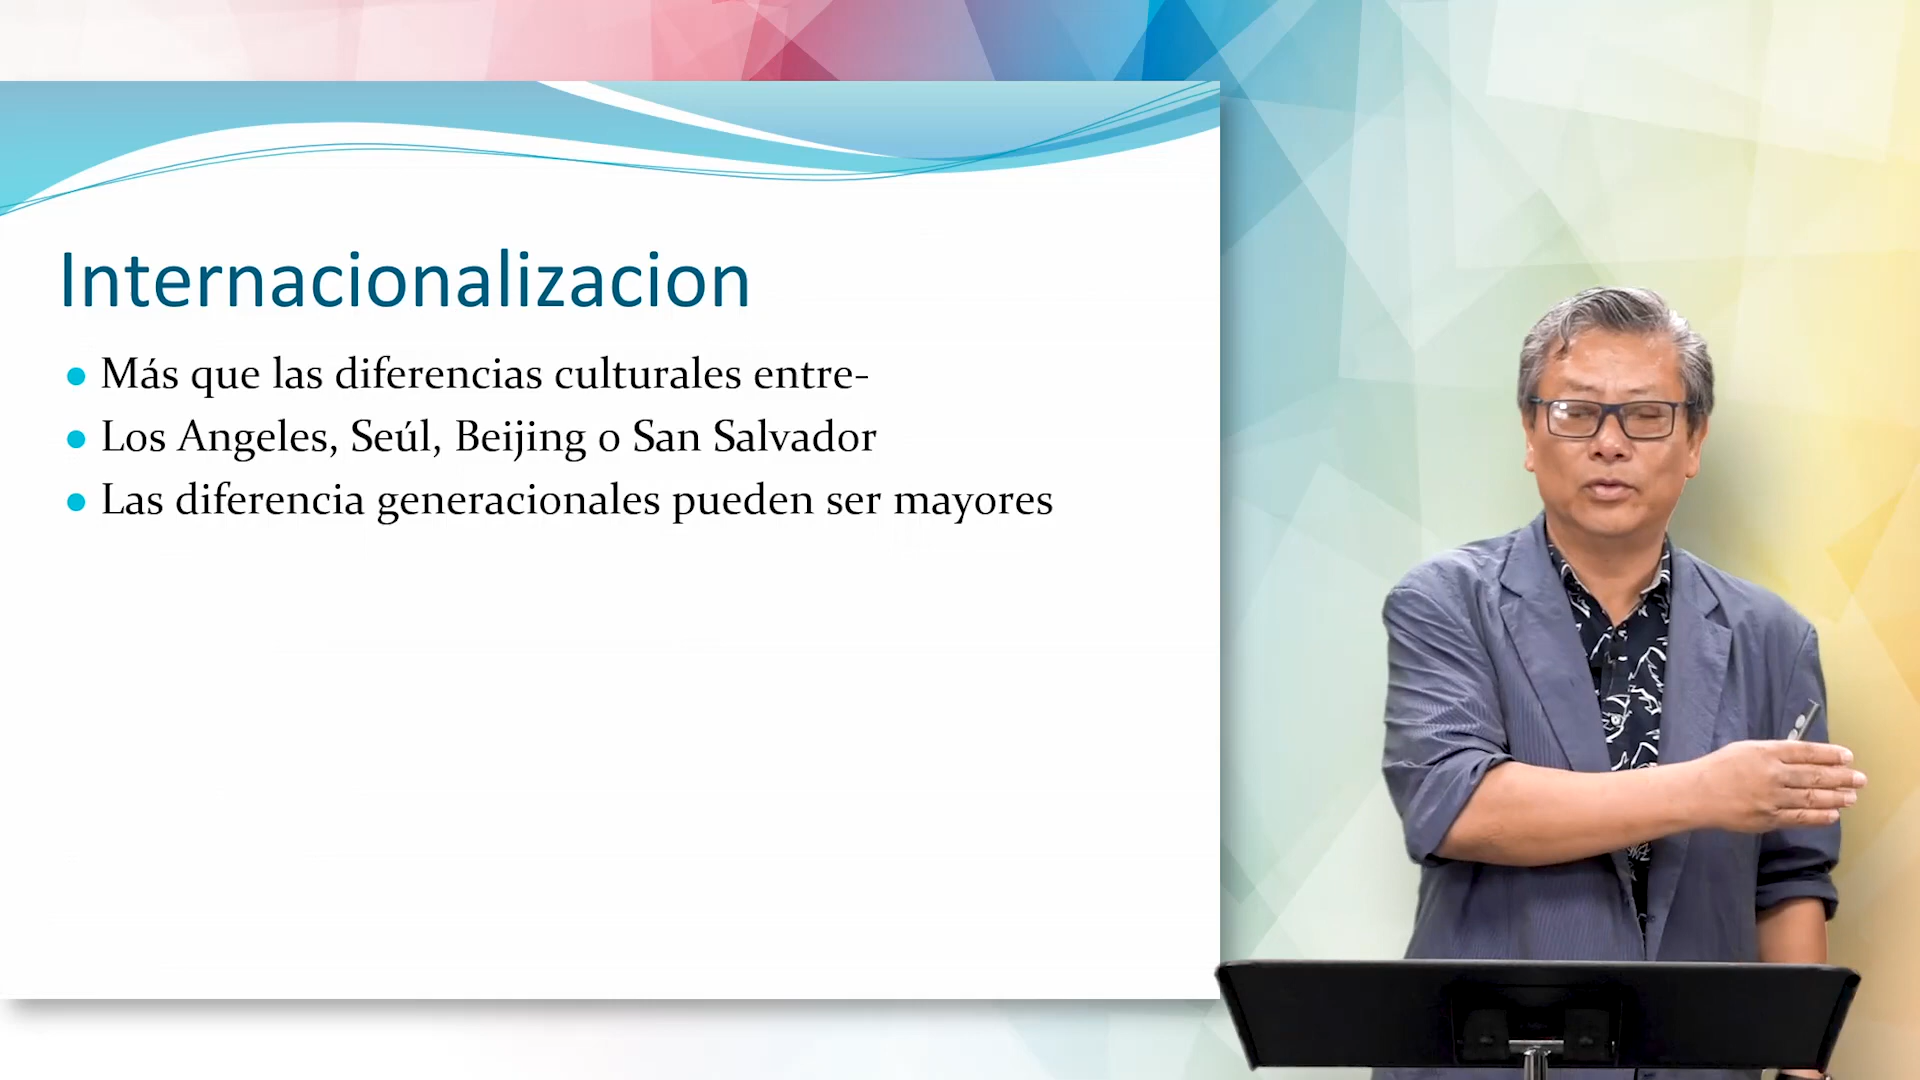 Internacionalizacion
Más que las diferencias culturales entre-
Los Angeles, Seúl, Beijing o San Salvador
Las diferencia generacionales pueden ser mayores